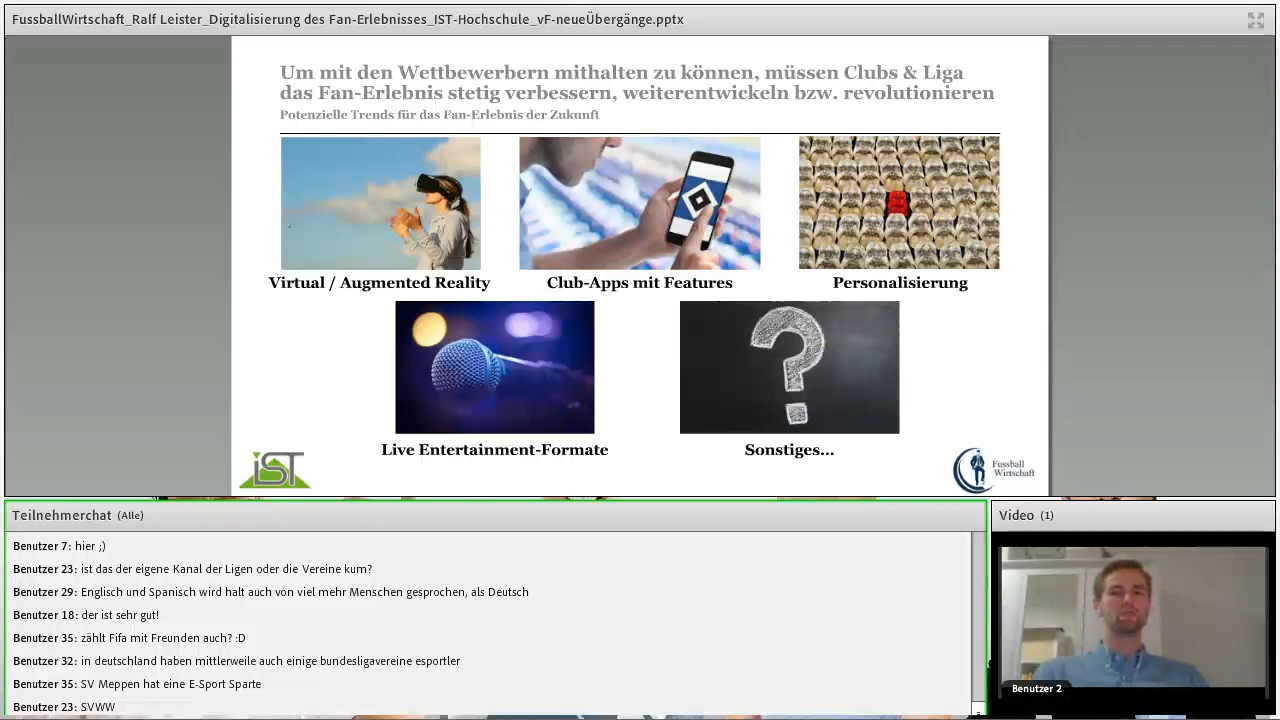 FussballWirtschaft_Ralf Leister_Digitalisierung des Fan-Erlebnisses_IST-Hochschule_vF-neueÜbergänge.pptx
Um mit den Wettbewerbern mithalten zu können, müssen Clubs & Liga
das Fan-Erlebnis stetig verbessern, weiterentwickeln bzw. revolutionieren
Potenzielle Trends für das Fan-Erlebnis der Zukunft
Virtual / Augmented Reality
Club-Apps mit Features
Personalisierung
Live Entertainment-Formate
Sonstiges...
iST
Fussball
Wirtschaft
Teilnehmerchat (Alle)
Benutzer 7: hier ;)
Benutzer 23: ist das der eigene Kanal der Ligen oder die Vereine kum?
Benutzer 29: Englisch und Spanisch wird halt auch von viel mehr Menschen gesprochen, als Deutsch
Benutzer 18: der ist sehr gut!
Benutzer 35: zählt Fifa mit Freunden auch? :D
Benutzer 32: in deutschland haben mittlerweile auch einige bundesligavereine esportler
Benutzer 35: SV Meppen hat eine E-Sport Sparte
Benutzer 23: SVWW
Video (1)
Benutzer 2